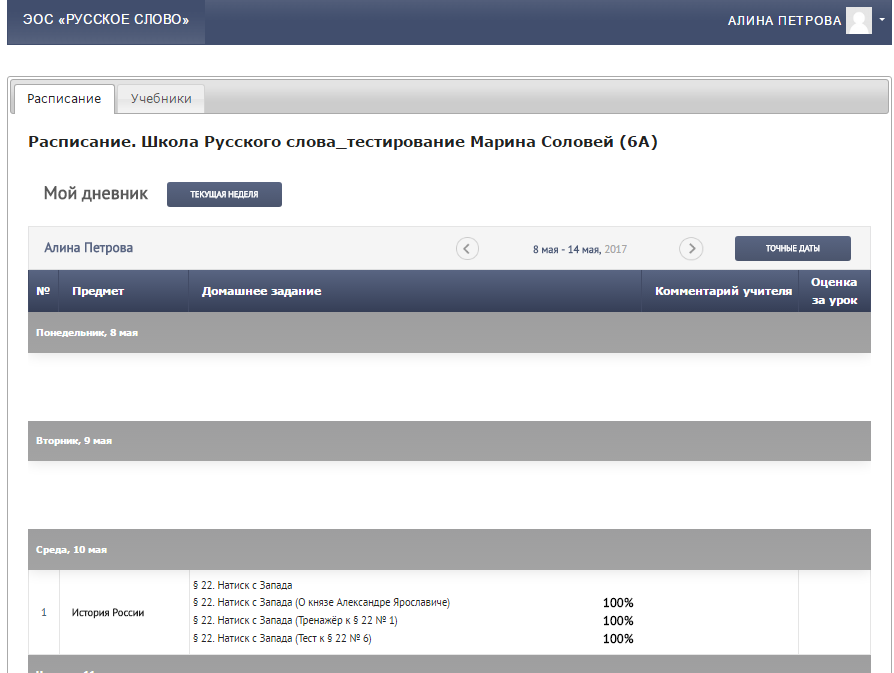 ЭОС «РУССКОЕ СЛОВО»
АЛИНА ПЕТРОВА
Расписание
Учебники
Расписание. Школа Русского слова_тестирование Марина Соловей (6А)
Мой дневник
ТЕКУЩАЯ НЕДЕЛЯ
Алина Петрова
8 мая - 14 мая, 2017
ТОЧНЫЕ ДАТЫ
№
Предмет
Домашнее задание
Комментарий учителя
Оценка
за урок
Понедельник, 8 мая
Вторник, 9 мая
Среда, 10 мая
1
История России
§ 22. Натиск с Запада
§ 22. Натиск с Запада (О князе Александре Ярославиче) 100%
§ 22. Натиск с Запада (Тренажёр к § 22 № 1) 100%
§ 22. Натиск с Запада (Тест к § 22 № 6) 100%